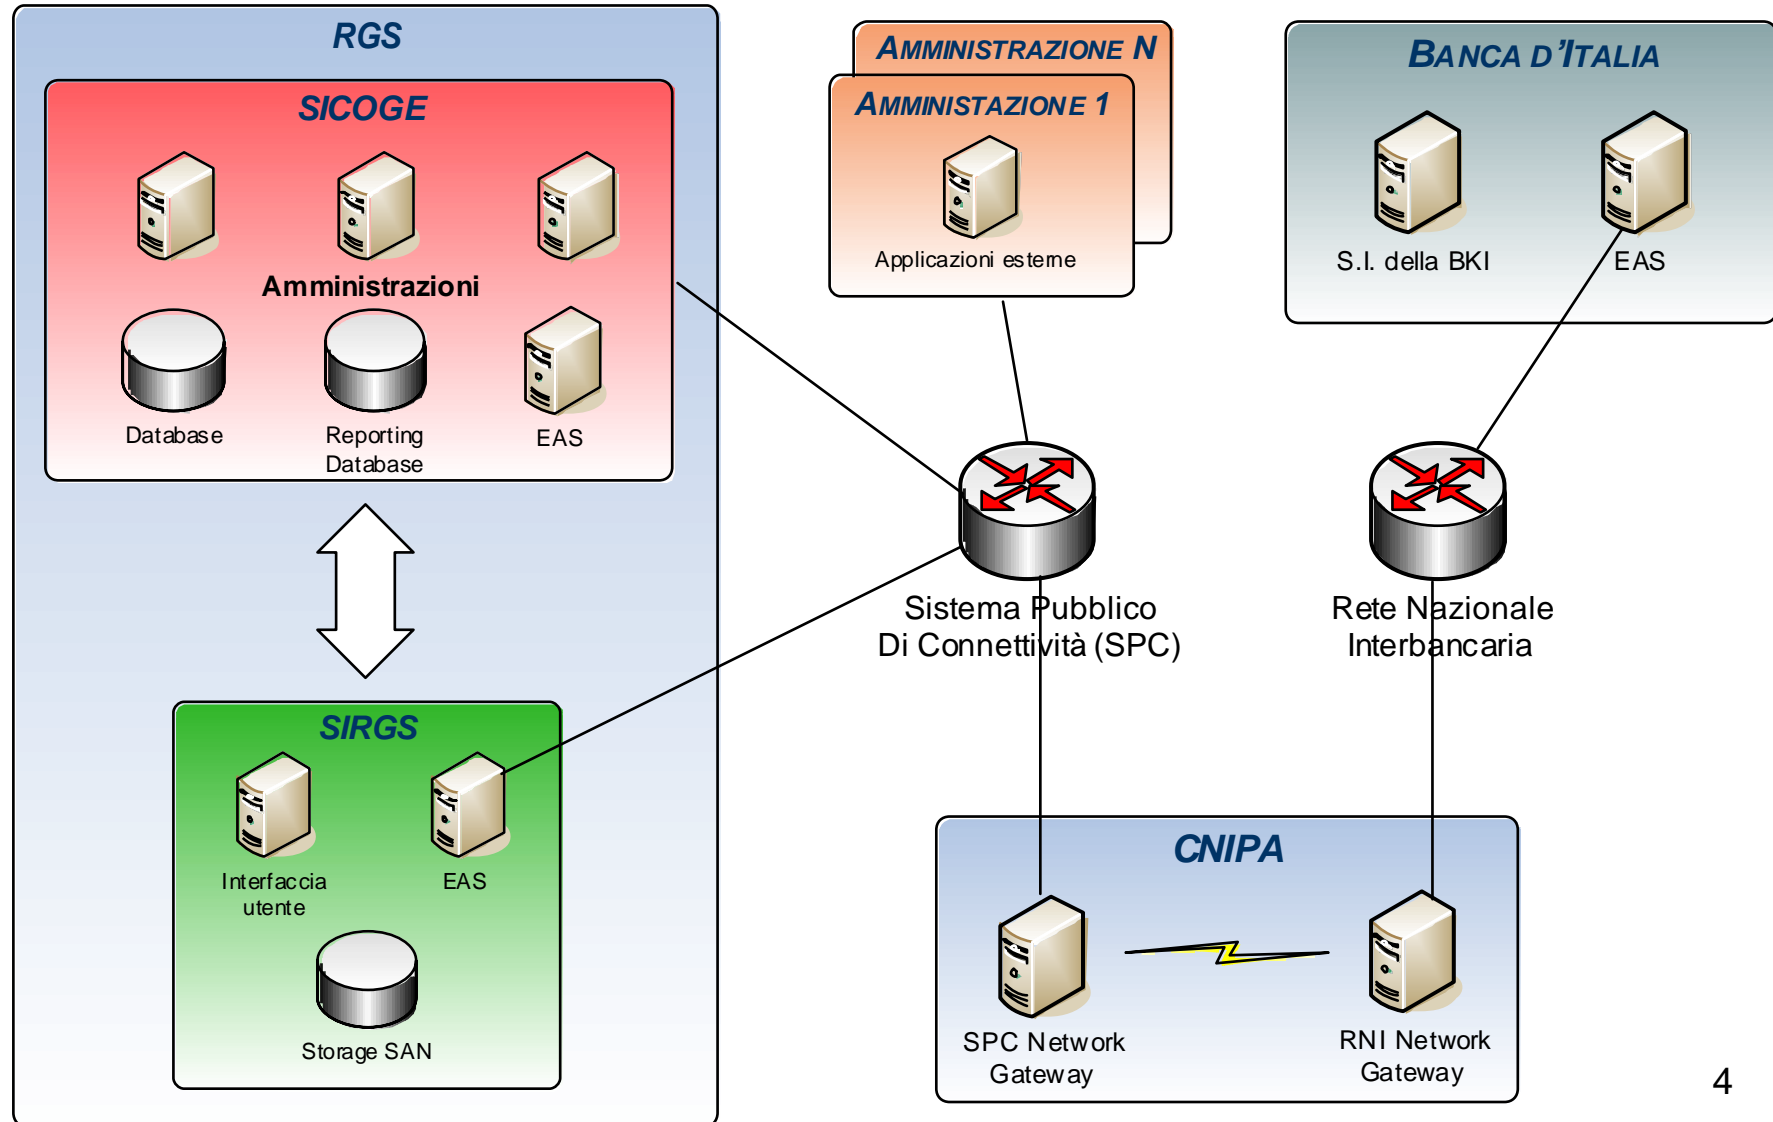 RGS
SICOGE
Amministrazioni
Database
Reporting
Database
EAS
SIRGS
Interfaccia
utente
EAS
Storage SAN
AMMINISTRAZIONE N
AMMINISTAZIONE 1
Applicazioni esterne
BANCA D'ITALIA
S.I. della BKI
EAS
Sistema Pubblico
Di Connettività (SPC)
Rete Nazionale
Interbancaria
CNIPA
SPC Network
Gateway
RNI Network
Gateway
4